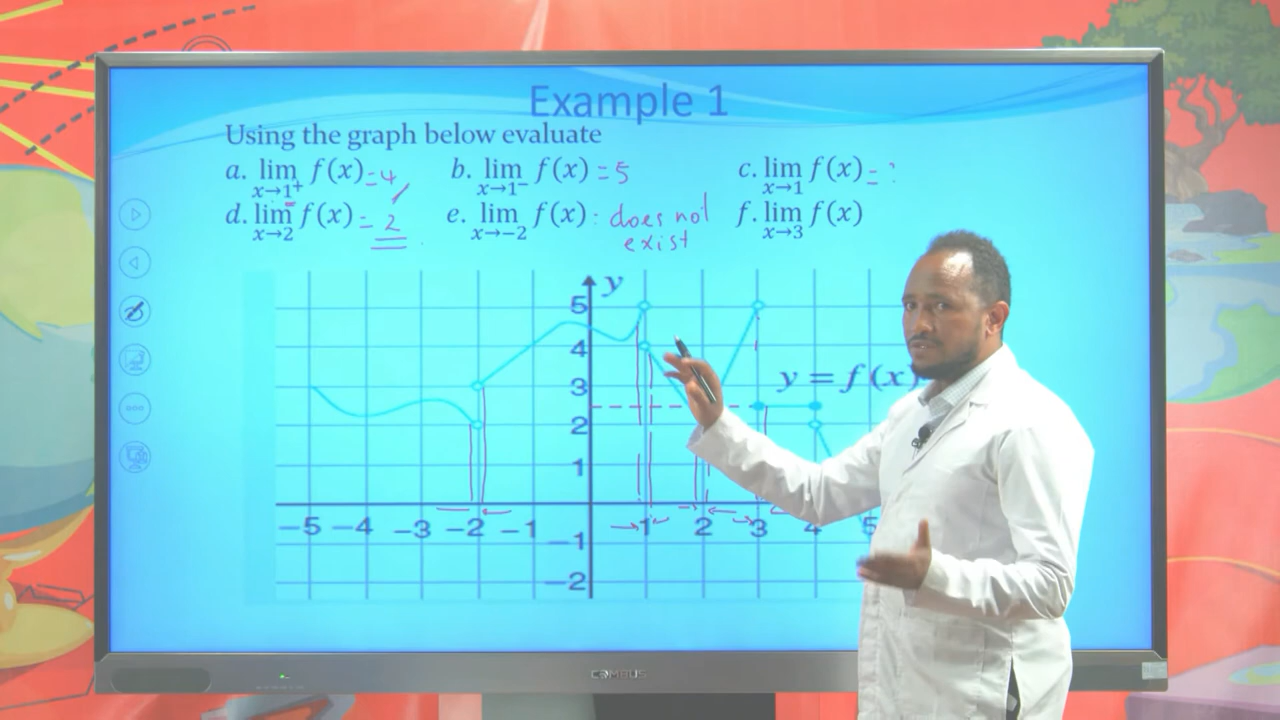 Example 1
Using the graph below evaluate
a. lim x→1⁺ f(x) = 4 b. lim x→1⁻ f(x) = 5 c. lim x→1 f(x) = ?
d. lim x→2 f(x) = 2 e. lim x→−2 f(x) : does not exist f. lim x→3 f(x)
y
5
4
3
y = f(x)
2
1
−5 −4 −3 −2 −1 1 2 3 4 5
−1
−2